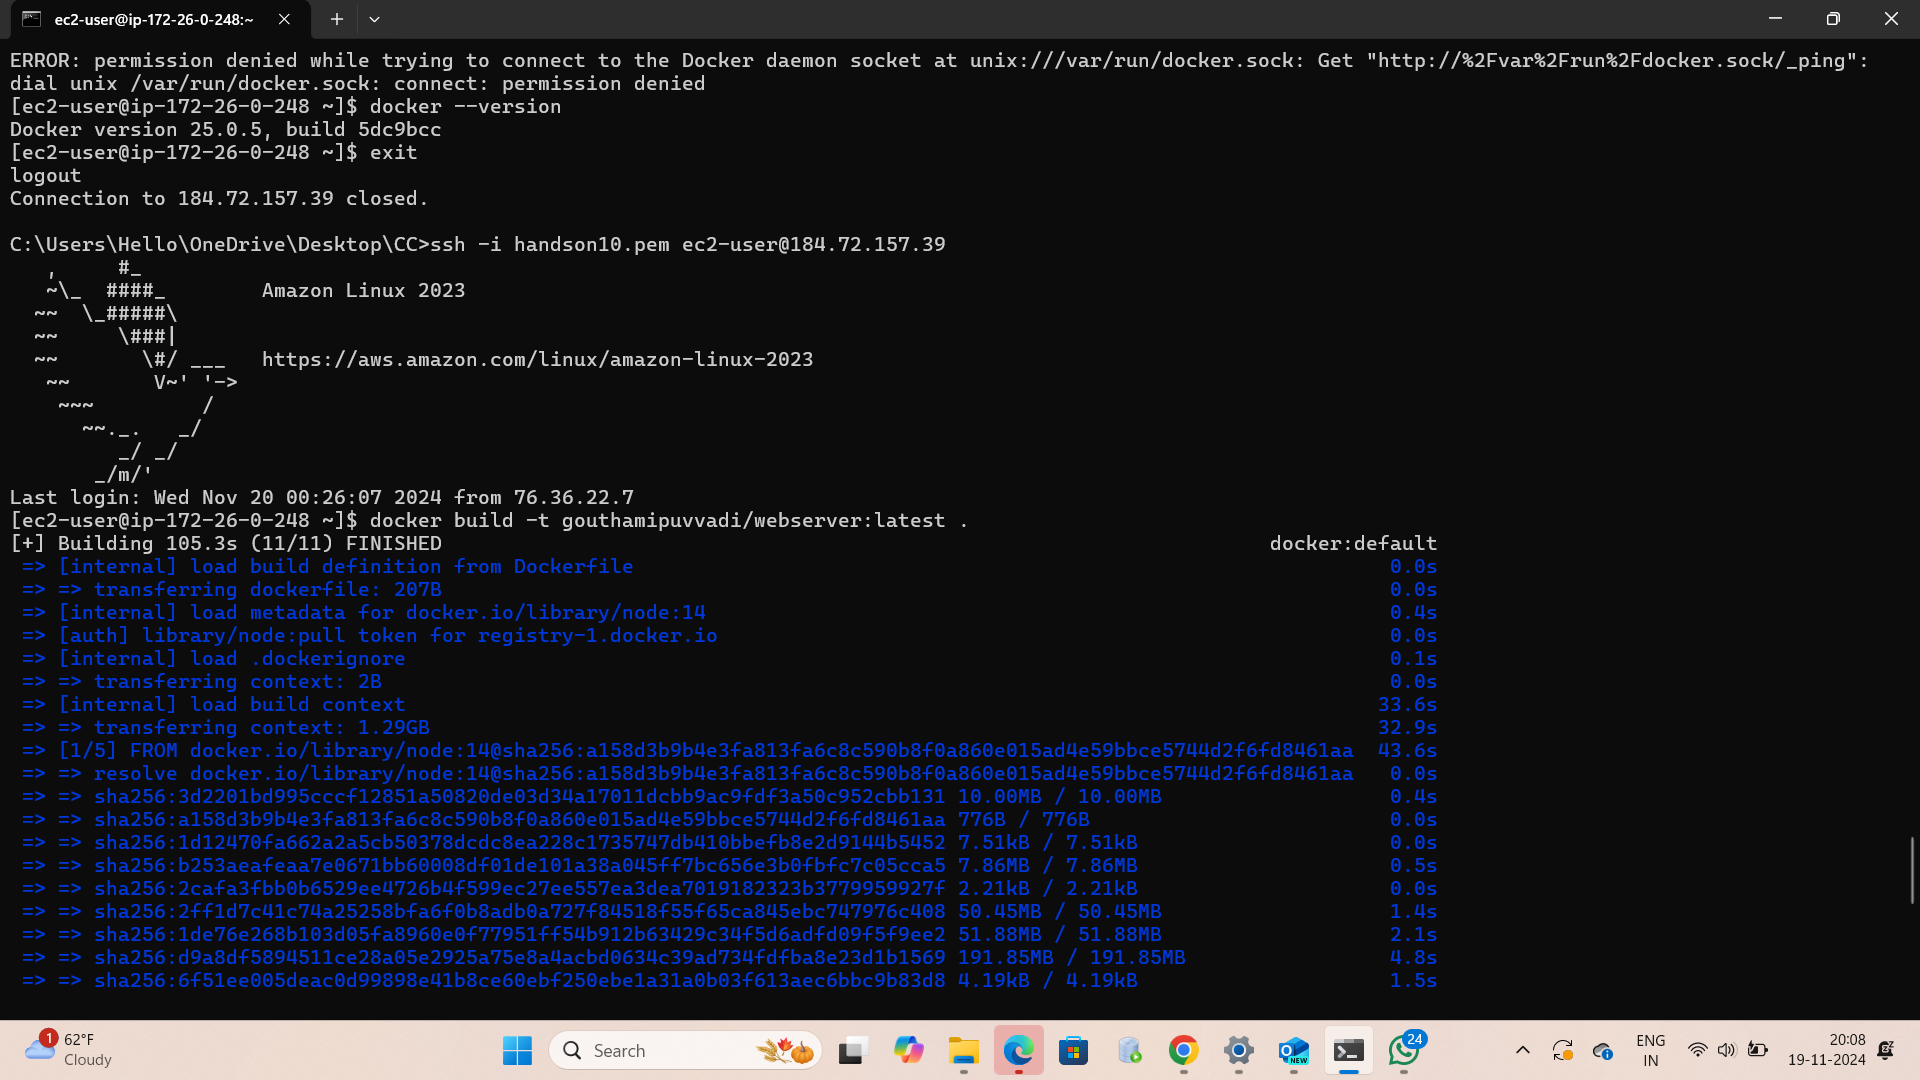 ec2-user@ip-172-26-0-248:~
ERROR: permission denied while trying to connect to the Docker daemon socket at unix:///var/run/docker.sock: Get "http://%2Fvar%2Frun%2Fdocker.sock/_ping":
dial unix /var/run/docker.sock: connect: permission denied
[ec2-user@ip-172-26-0-248 ~]$ docker --version
Docker version 25.0.5, build 5dc9bcc
[ec2-user@ip-172-26-0-248 ~]$ exit
logout
Connection to 184.72.157.39 closed.
C:\Users\Hello\OneDrive\Desktop\CC>ssh -i handson10.pem ec2-user@184.72.157.39
   ,     #_
   ~\_  ####_        Amazon Linux 2023
  ~~  \_#####\
  ~~     \###|
  ~~       \#/ ___   https://aws.amazon.com/linux/amazon-linux-2023
   ~~       V~' '->
    ~~~         /
      ~~._.   _/
         _/ _/
       _/m/'
Last login: Wed Nov 20 00:26:07 2024 from 76.36.22.7
[ec2-user@ip-172-26-0-248 ~]$ docker build -t gouthamipuvvadi/webserver:latest .
[+] Building 105.3s (11/11) FINISHED docker:default
=> [internal] load build definition from Dockerfile 0.0s
=> => transferring dockerfile: 207B 0.0s
=> [internal] load metadata for docker.io/library/node:14 0.4s
=> [auth] library/node:pull token for registry-1.docker.io 0.0s
=> [internal] load .dockerignore 0.1s
=> => transferring context: 2B 0.0s
=> [internal] load build context 33.6s
=> => transferring context: 1.29GB 32.9s
=> [1/5] FROM docker.io/library/node:14@sha256:a158d3b9b4e3fa813fa6c8c590b8f0a860e015ad4e59bbce5744d2f6fd8461aa 43.6s
=> => resolve docker.io/library/node:14@sha256:a158d3b9b4e3fa813fa6c8c590b8f0a860e015ad4e59bbce5744d2f6fd8461aa 0.0s
=> => sha256:3d2201bd995cccf12851a50820de03d34a17011dcbb9ac9fdf3a50c952cbb131 10.00MB / 10.00MB 0.4s
=> => sha256:a158d3b9b4e3fa813fa6c8c590b8f0a860e015ad4e59bbce5744d2f6fd8461aa 776B / 776B 0.0s
=> => sha256:1d12470fa662a2a5cb50378dcdc8ea228c1735747db410bbefb8e2d9144b5452 7.51kB / 7.51kB 0.0s
=> => sha256:b253aeafeaa7e0671bb60008df01de101a38a045ff7bc656e3b0fbfc7c05cca5 7.86MB / 7.86MB 0.5s
=> => sha256:2cafa3fbb0b6529ee4726b4f599ec27ee557ea3dea7019182323b3779959927f 2.21kB / 2.21kB 0.0s
=> => sha256:2ff1d7c41c74a25258bfa6f0b8adb0a727f84518f55f65ca845ebc747976c408 50.45MB / 50.45MB 1.4s
=> => sha256:1de76e268b103d05fa8960e0f77951ff54b912b63429c34f5d6adfd09f5f9ee2 51.88MB / 51.88MB 2.1s
=> => sha256:d9a8df5894511ce28a05e2925a75e8a4acbd0634c39ad734fdfba8e23d1b1569 191.85MB / 191.85MB 4.8s
=> => sha256:6f51ee005deac0d99898e41b8ce60ebf250ebe1a31a0b03f613aec6bbc9b83d8 4.19kB / 4.19kB 1.5s
1
62°F
Cloudy
Search
NEW
24
ENG
IN
20:08
19-11-2024